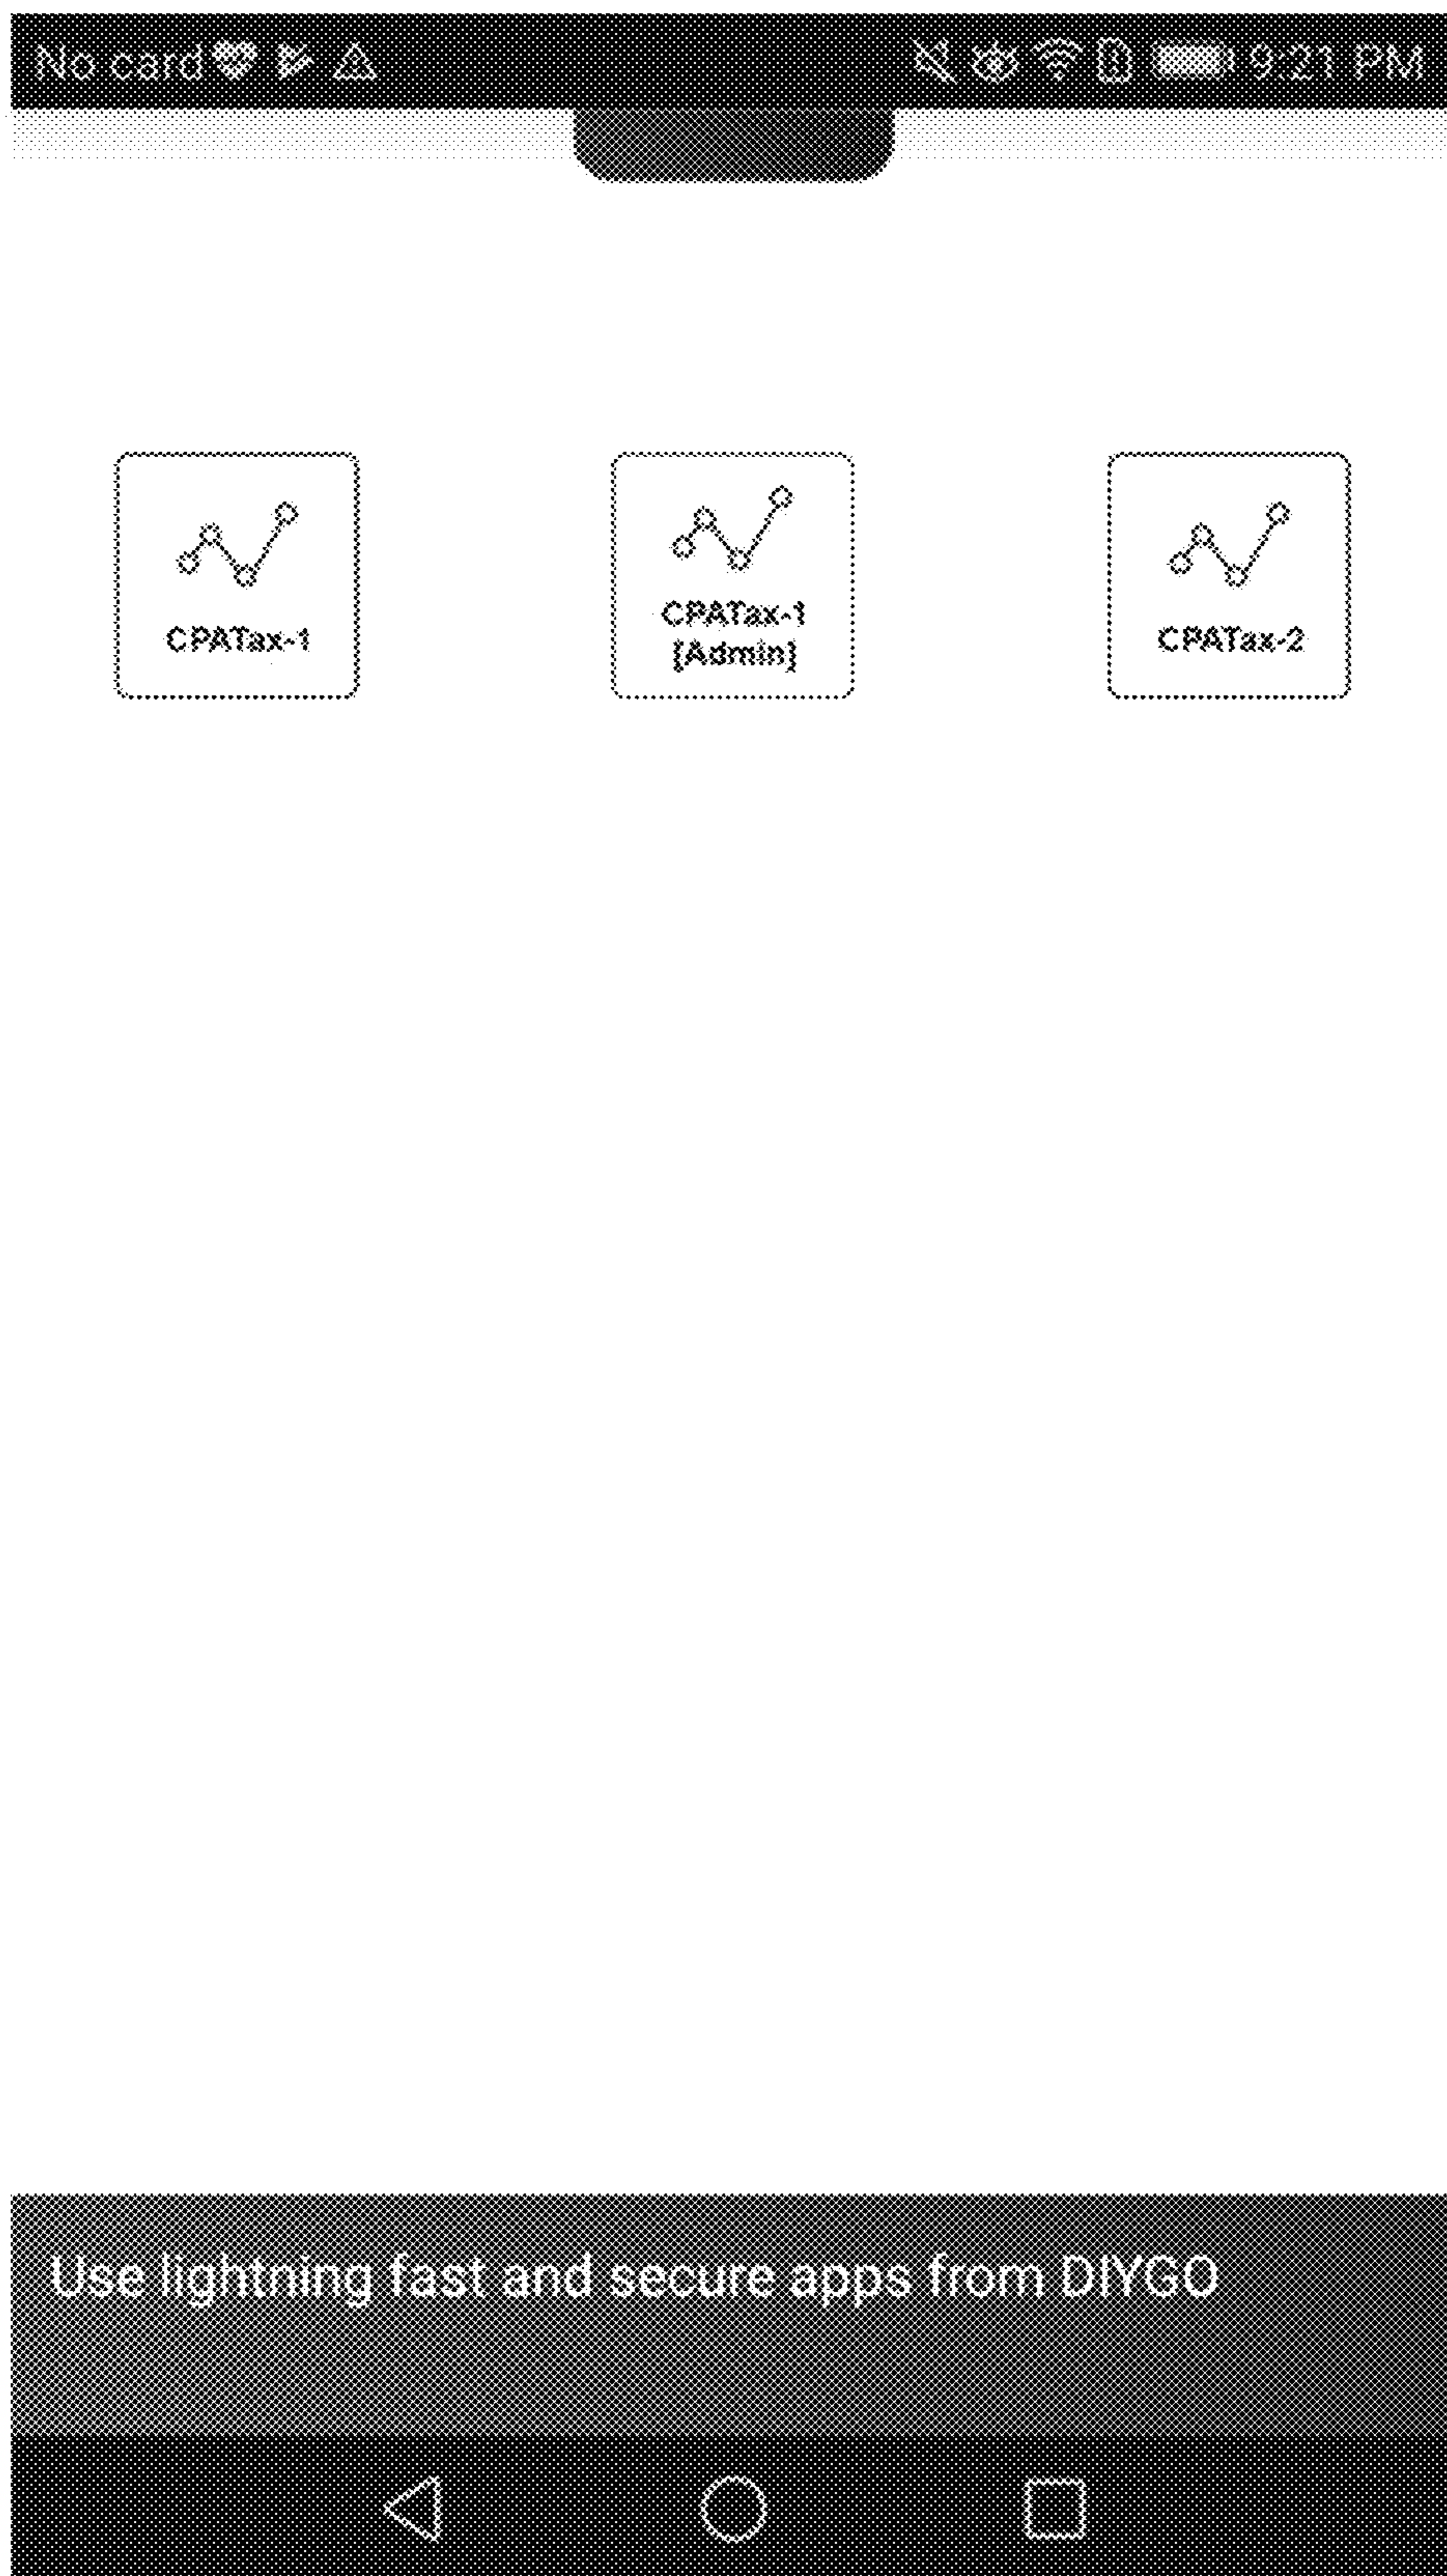 No card 9:21 PM
CPATax-1
CPATax-1
[Admin]
CPATax-2
Use lightning fast and secure apps from DIYGO